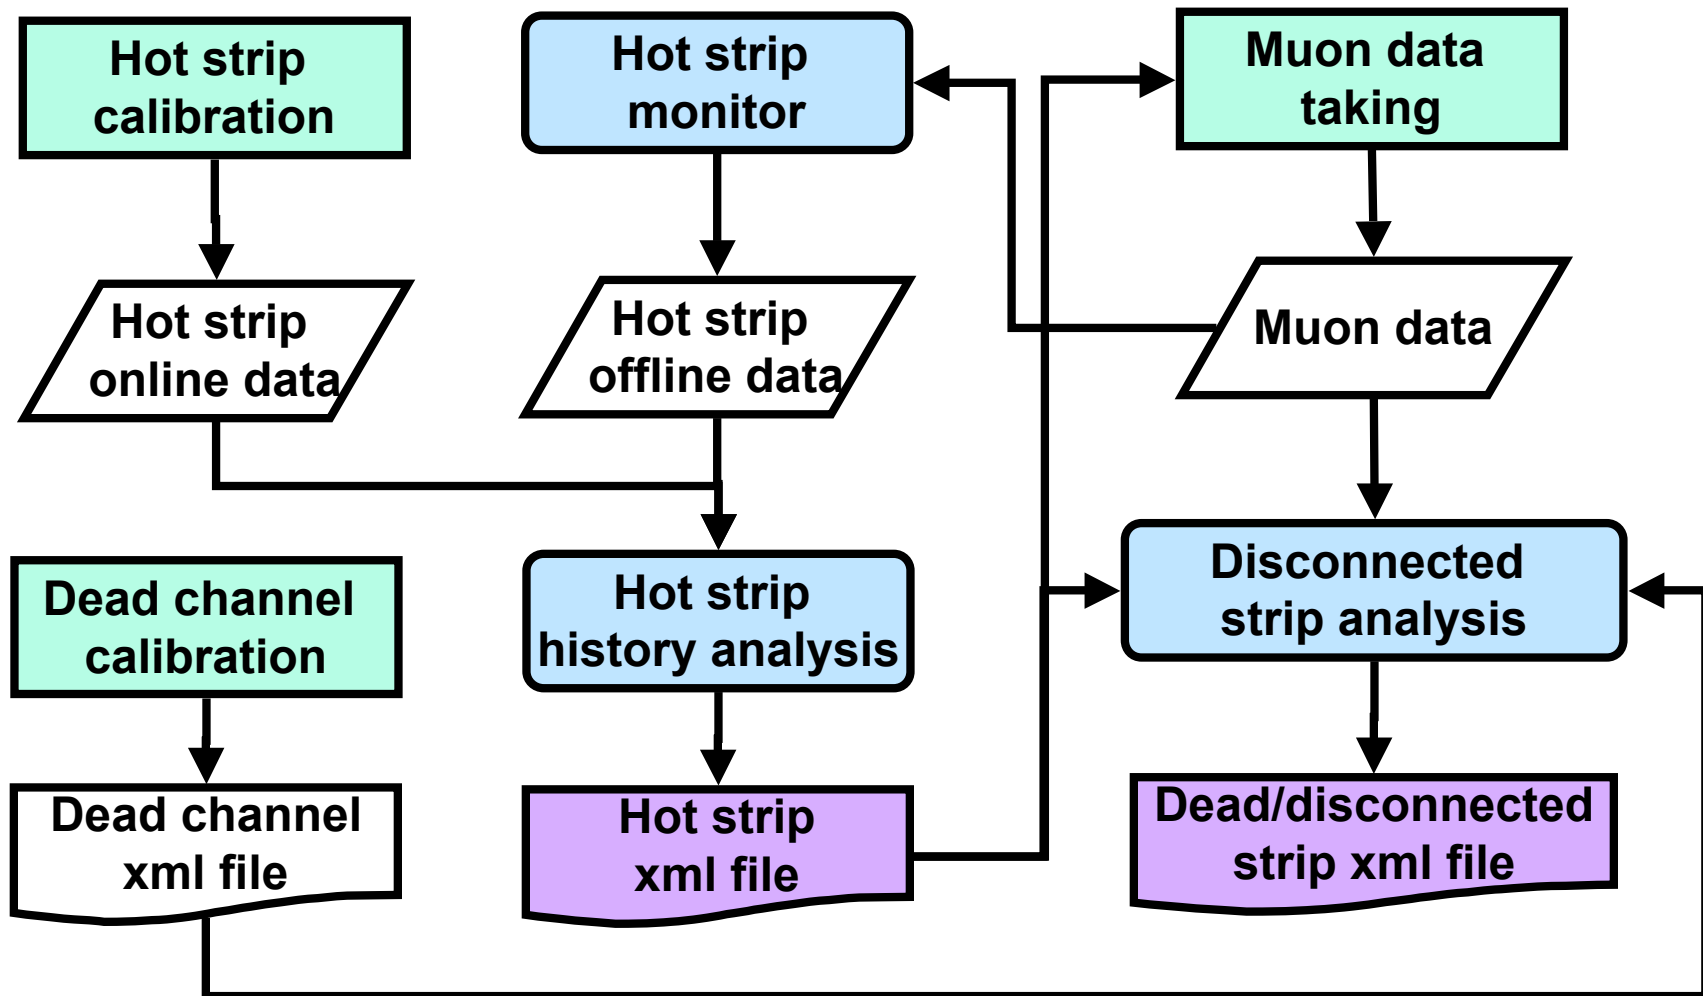 Hot strip
calibration
Hot strip
monitor
Muon data
taking
Hot strip
online data
Hot strip
offline data
Muon data
Dead channel
calibration
Hot strip
history analysis
Disconnected
strip analysis
Dead channel
xml file
Hot strip
xml file
Dead/disconnected
strip xml file